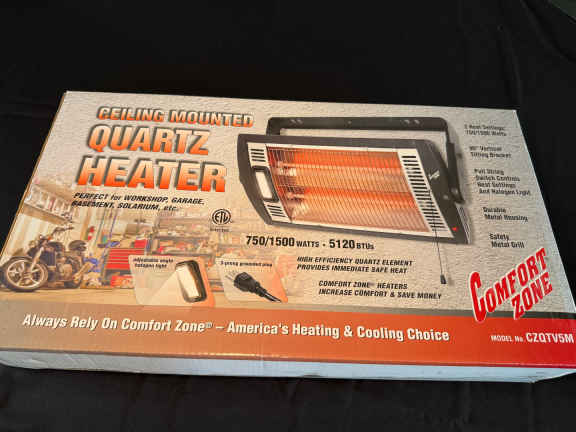 CEILING MOUNTED
QUARTZ
HEATER
PERFECT for WORKSHOP, GARAGE,
BASEMENT, SOLARIUM, etc.
ETL
750/1500 WATTS - 5120 BTUs
adjustable angle
halogen light
3-prong grounded plug
HIGH EFFICIENCY QUARTZ ELEMENT
PROVIDES IMMEDIATE SAFE HEAT
COMFORT ZONE® HEATERS
INCREASE COMFORT & SAVE MONEY
2 Heat Settings:
750/1500 Watts
90° Vertical
Tilting Bracket
Pull String
Switch Controls
Heat Settings
And Halogen Light
Durable
Metal Housing
Safety
Metal Grill
COMFORT
ZONE
Always Rely On Comfort Zone® – America's Heating & Cooling Choice
MODEL No. CZQTV5M